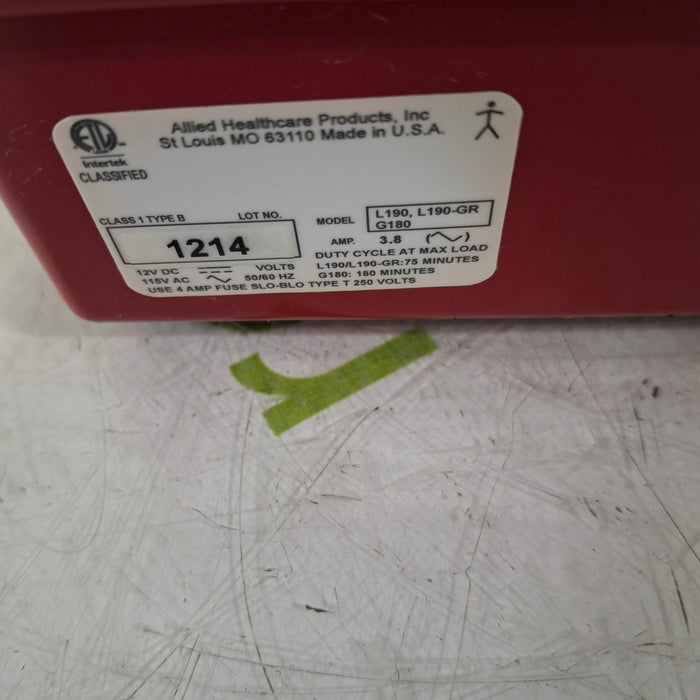 ETL
Intertek
CLASSIFIED
Allied Healthcare Products, Inc
St Louis MO 63110 Made in U.S.A.
CLASS 1 TYPE B LOT NO.
1214
12V DC VOLTS
115V AC 50/60 HZ
USE 4 AMP FUSE SLO-BLO TYPE T 250 VOLTS
MODEL L190, L190-GR
G180
AMP. 3.8 (∼)
DUTY CYCLE AT MAX LOAD
L190/L190-GR:75 MINUTES
G180: 180 MINUTES